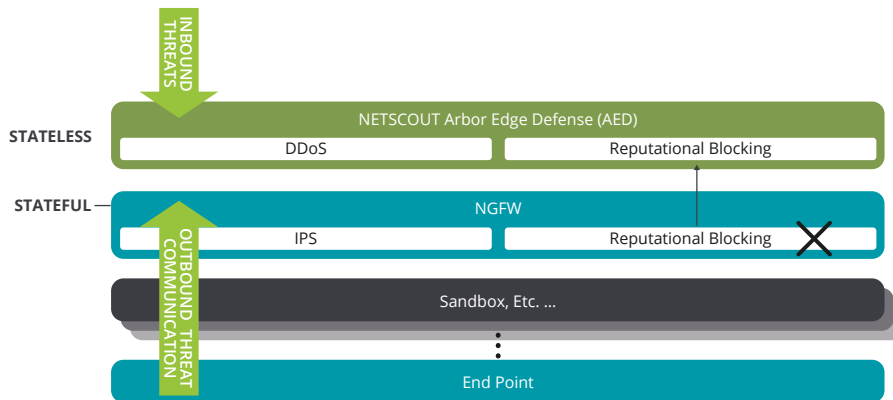 INBOUND
THREATS
NETSCOUT Arbor Edge Defense (AED)
STATELESS
DDoS
Reputational Blocking
STATEFUL
NGFW
IPS
Reputational Blocking
OUTBOUND THREAT
COMMUNICATION
Sandbox, Etc. ...
End Point